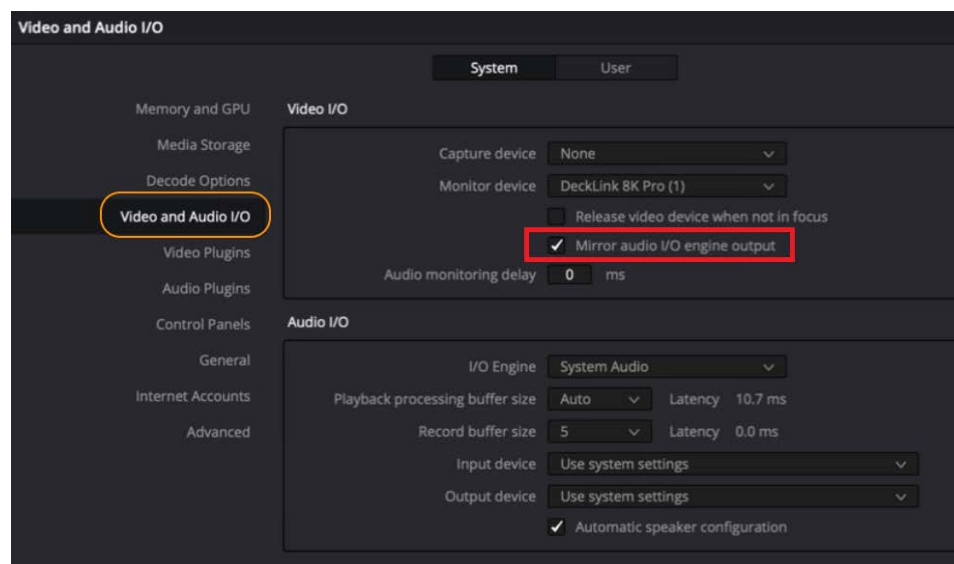 Video and Audio I/O
System User
Memory and GPU
Media Storage
Decode Options
Video and Audio I/O
Video Plugins
Audio Plugins
Control Panels
General
Internet Accounts
Advanced
Video I/O
Capture device None
Monitor device DeckLink 8K Pro (1)
Release video device when not in focus
Mirror audio I/O engine output
Audio monitoring delay 0 ms
Audio I/O
I/O Engine System Audio
Playback processing buffer size Auto Latency 10.7 ms
Record buffer size 5 Latency 0.0 ms
Input device Use system settings
Output device Use system settings
Automatic speaker configuration